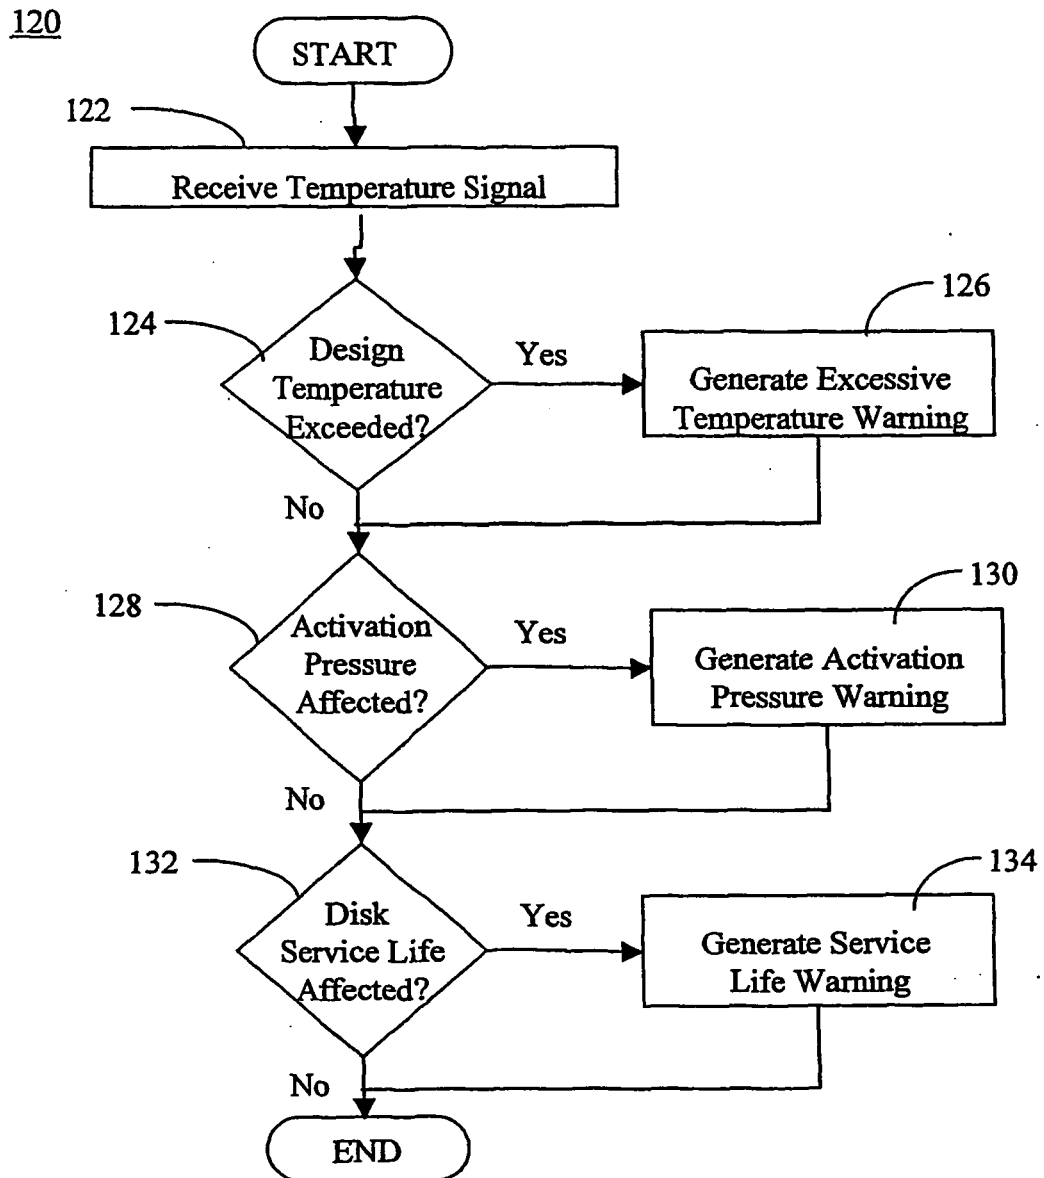 120
START
122
Receive Temperature Signal
126
124
Design
Temperature
Exceeded?
Yes
Generate Excessive
Temperature Warning
No
130
128
Activation
Pressure
Affected?
Yes
Generate Activation
Pressure Warning
No
132
134
Disk
Service Life
Affected?
Yes
Generate Service
Life Warning
No
END